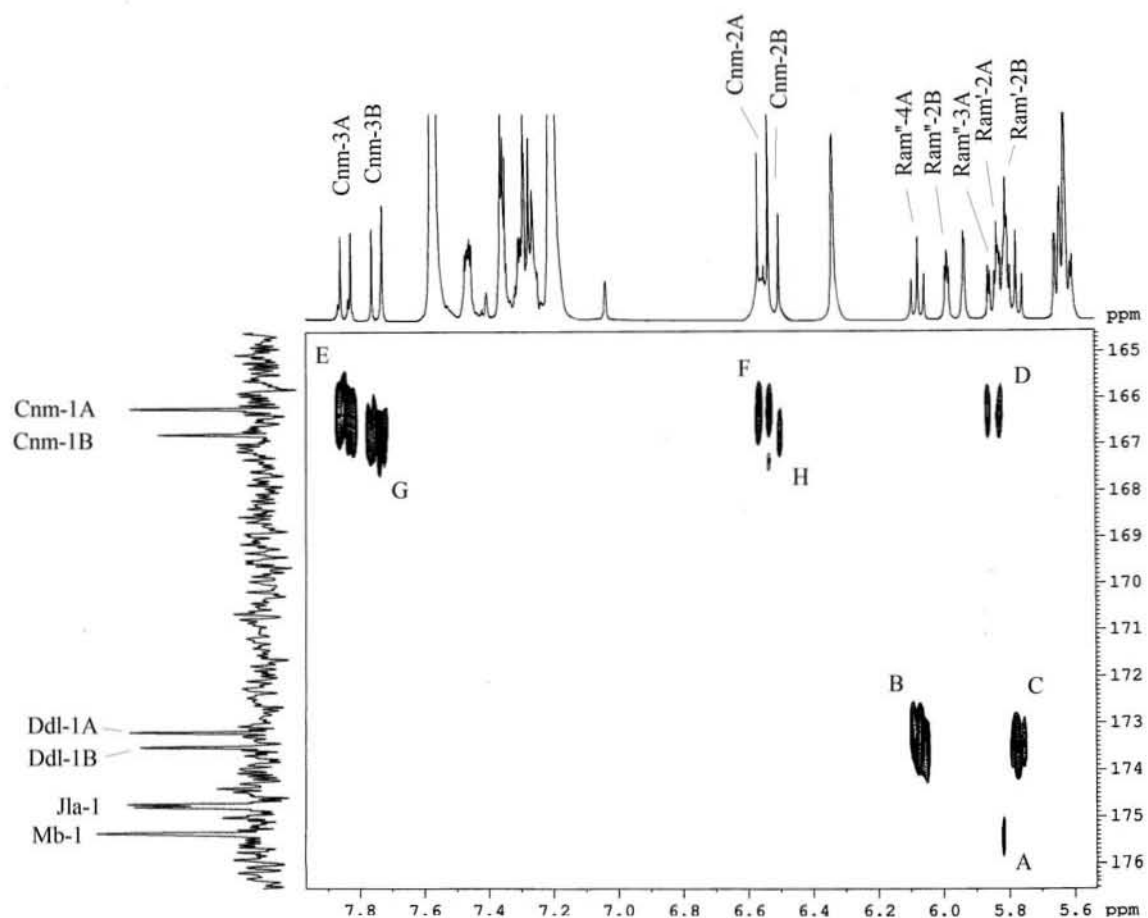 Cnm-3A
Cnm-3B
Cnm-2A
Cnm-2B
Ram"-4A
Ram"-2B
Ram"-3A
Ram'-2A
Ram'-2B
ppm
E
F
D
G
H
B
C
A
Cnm-1A
Cnm-1B
Ddl-1A
Ddl-1B
Jla-1
Mb-1
165
166
167
168
169
170
171
172
173
174
175
176
7.8 7.6 7.4 7.2 7.0 6.8 6.6 6.4 6.2 6.0 5.8 5.6 ppm